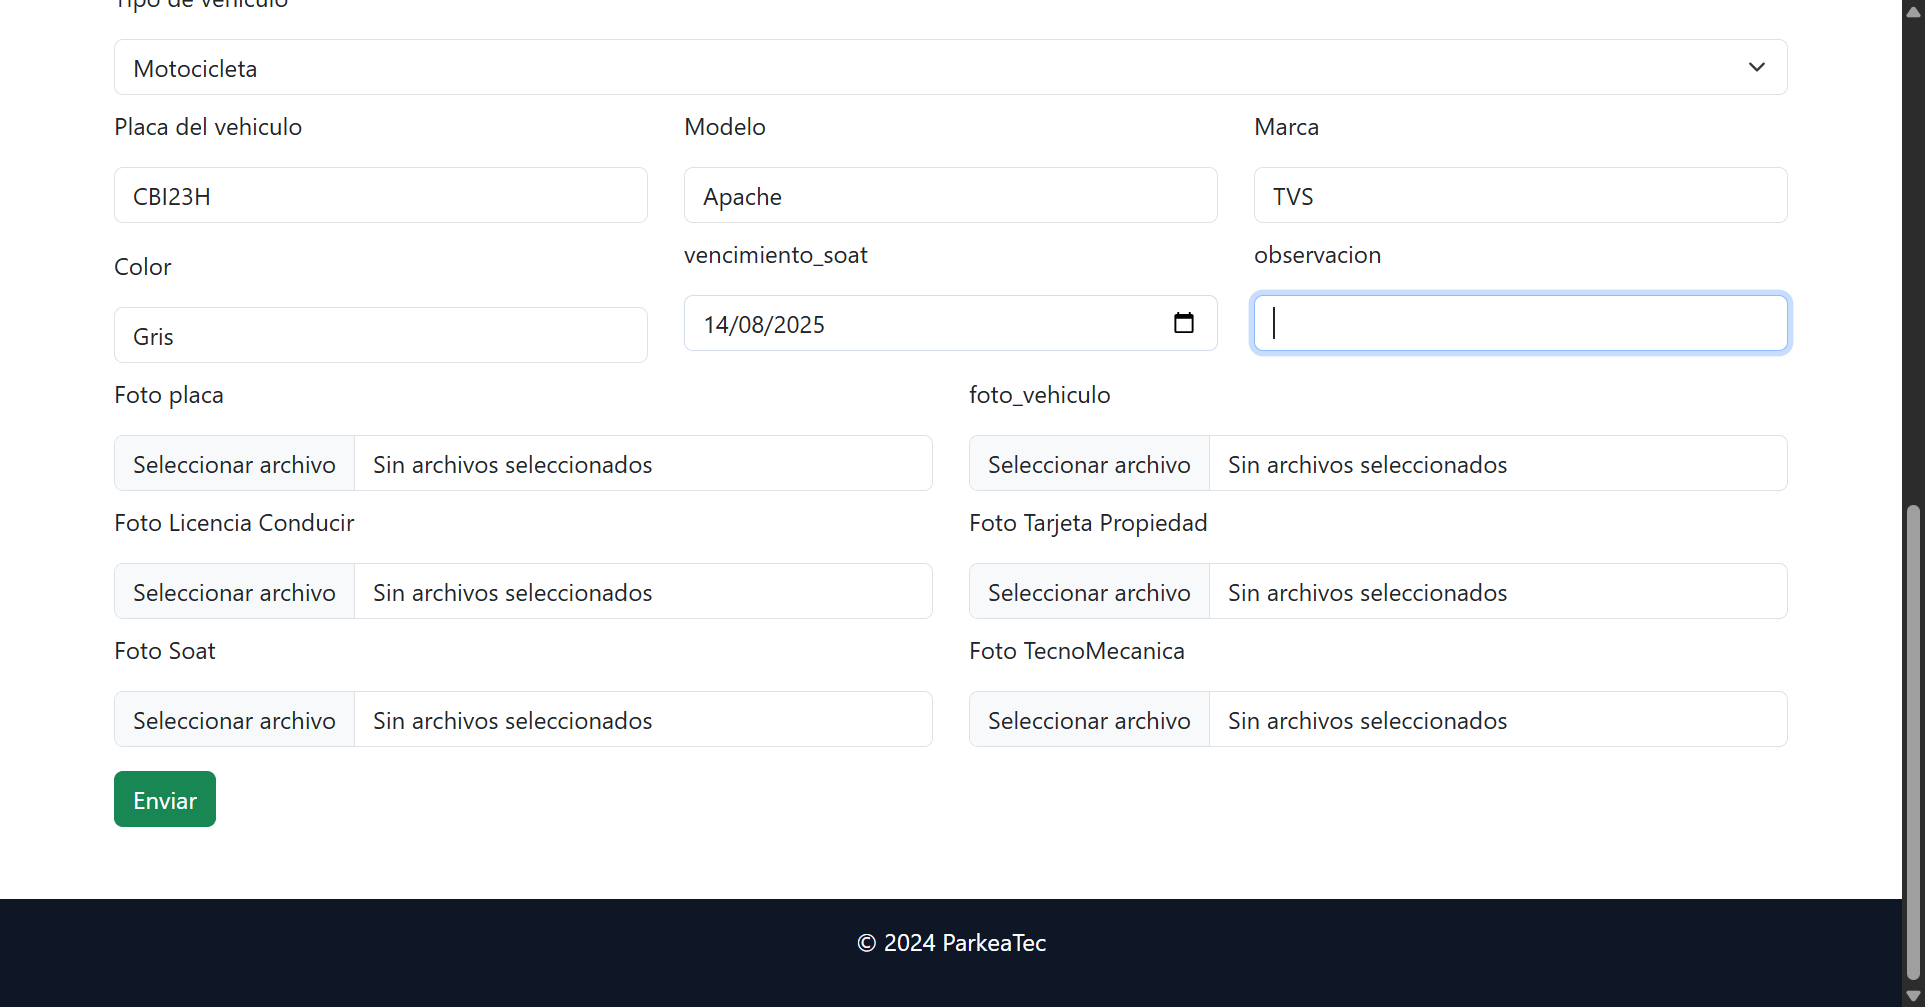 Tipo de vehiculo
Motocicleta
Placa del vehiculo
Modelo
Marca
CBI23H
Apache
TVS
Color
vencimiento_soat
observacion
Gris
14/08/2025
Foto placa
foto_vehiculo
Seleccionar archivo Sin archivos seleccionados
Seleccionar archivo Sin archivos seleccionados
Foto Licencia Conducir
Foto Tarjeta Propiedad
Seleccionar archivo Sin archivos seleccionados
Seleccionar archivo Sin archivos seleccionados
Foto Soat
Foto TecnoMecanica
Seleccionar archivo Sin archivos seleccionados
Seleccionar archivo Sin archivos seleccionados
Enviar
© 2024 ParkeaTec